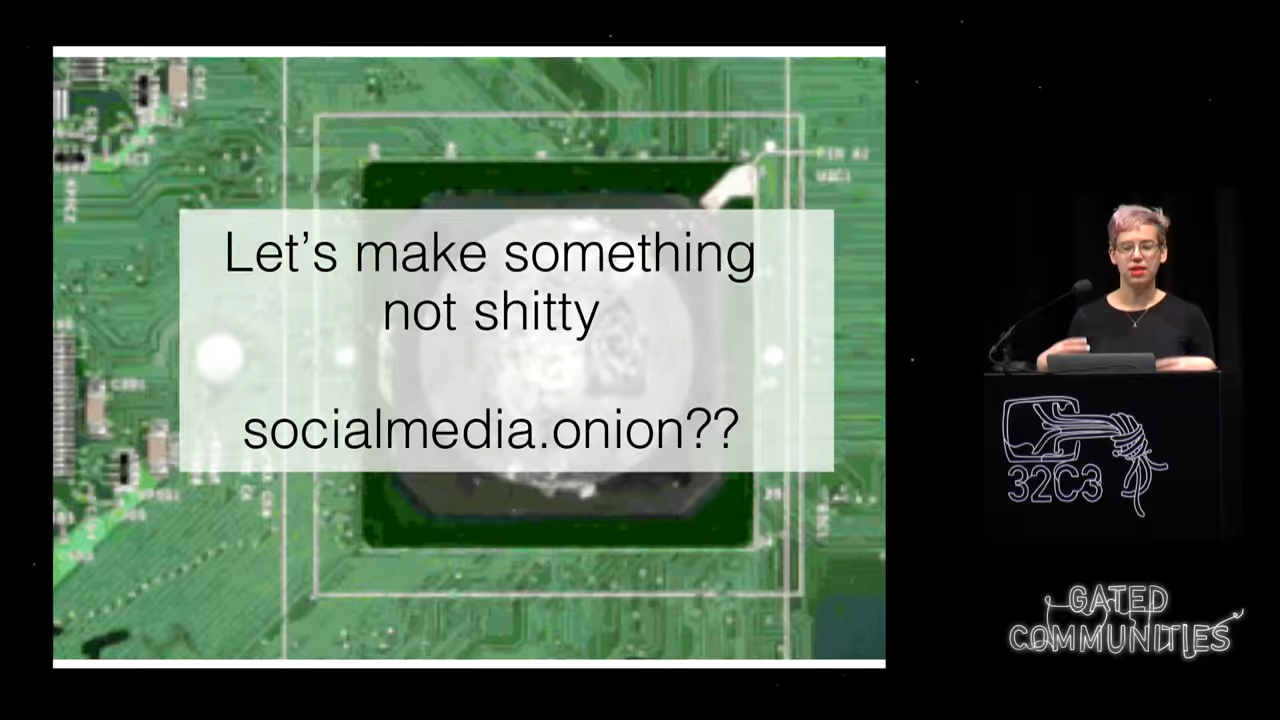 Let’s make something
not shitty
socialmedia.onion??
32C3
GATED
COMMUNITIES